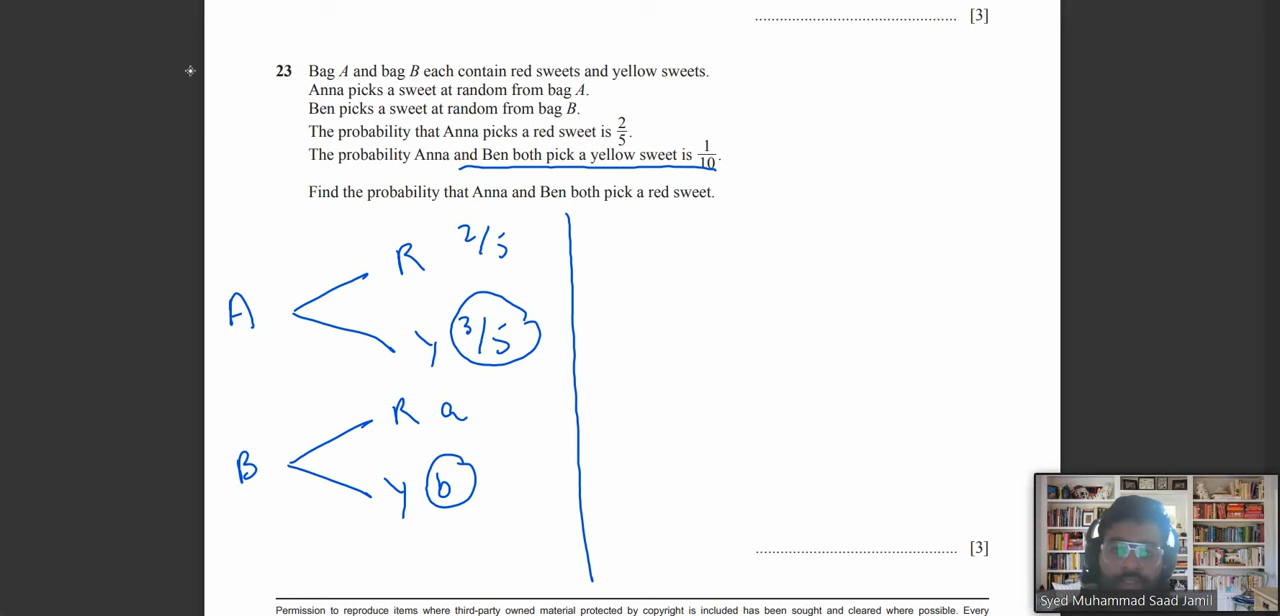 [3]
23 Bag A and bag B each contain red sweets and yellow sweets.
Anna picks a sweet at random from bag A.
Ben picks a sweet at random from bag B.
The probability that Anna picks a red sweet is 2/5.
The probability Anna and Ben both pick a yellow sweet is 1/10.
Find the probability that Anna and Ben both pick a red sweet.
A
R 2/5
Y 3/5
B
R a
Y b
[3]
Permission to reproduce items where third-party owned material protected by copyright is included has been sought and cleared where possible. Every
Syed Muhammad Saad Jamil